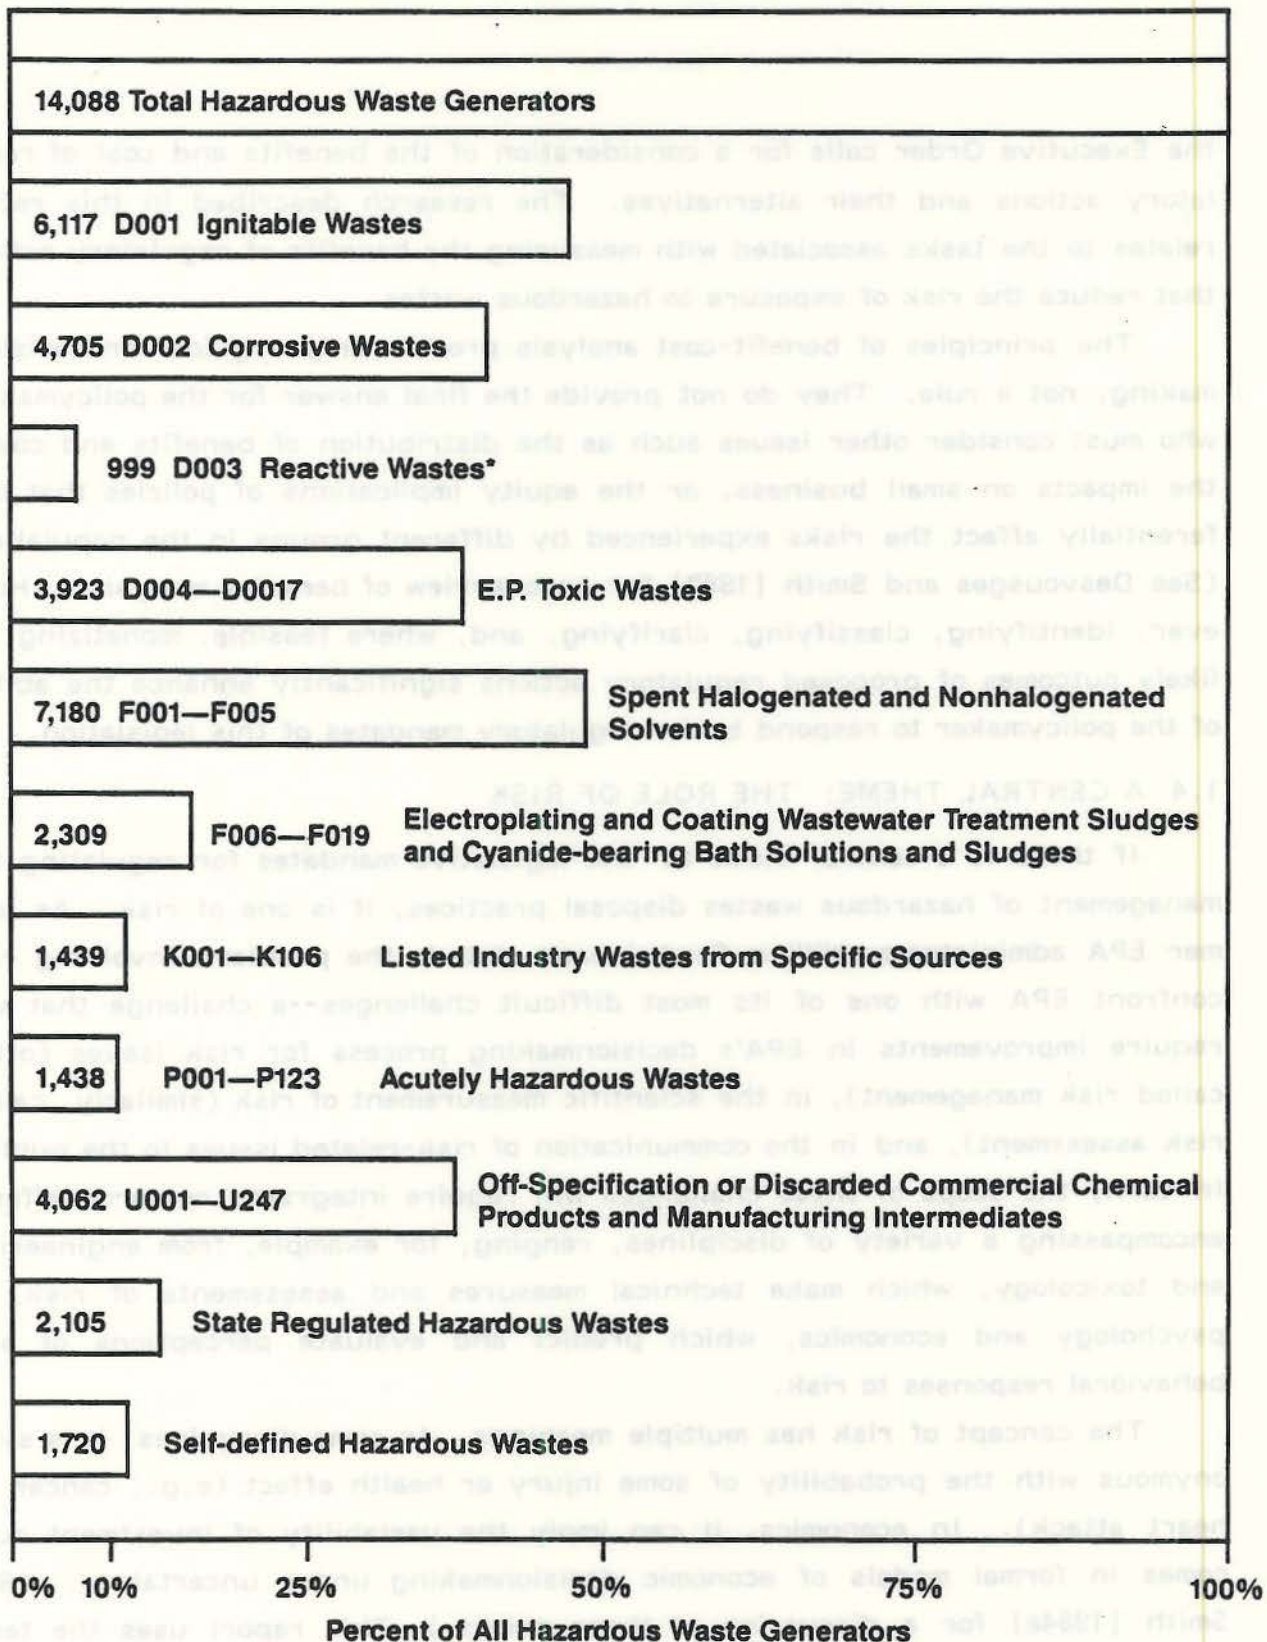 14,088 Total Hazardous Waste Generators
6,117 D001 Ignitable Wastes
4,705 D002 Corrosive Wastes
999 D003 Reactive Wastes*
3,923 D004—D0017 E.P. Toxic Wastes
7,180 F001—F005 Spent Halogenated and Nonhalogenated
Solvents
2,309 F006—F019 Electroplating and Coating Wastewater Treatment Sludges
and Cyanide-bearing Bath Solutions and Sludges
1,439 K001—K106 Listed Industry Wastes from Specific Sources
1,438 P001—P123 Acutely Hazardous Wastes
4,062 U001—U247 Off-Specification or Discarded Commercial Chemical
Products and Manufacturing Intermediates
2,105 State Regulated Hazardous Wastes
1,720 Self-defined Hazardous Wastes
0% 10% 25% 50% 75% 100%
Percent of All Hazardous Waste Generators